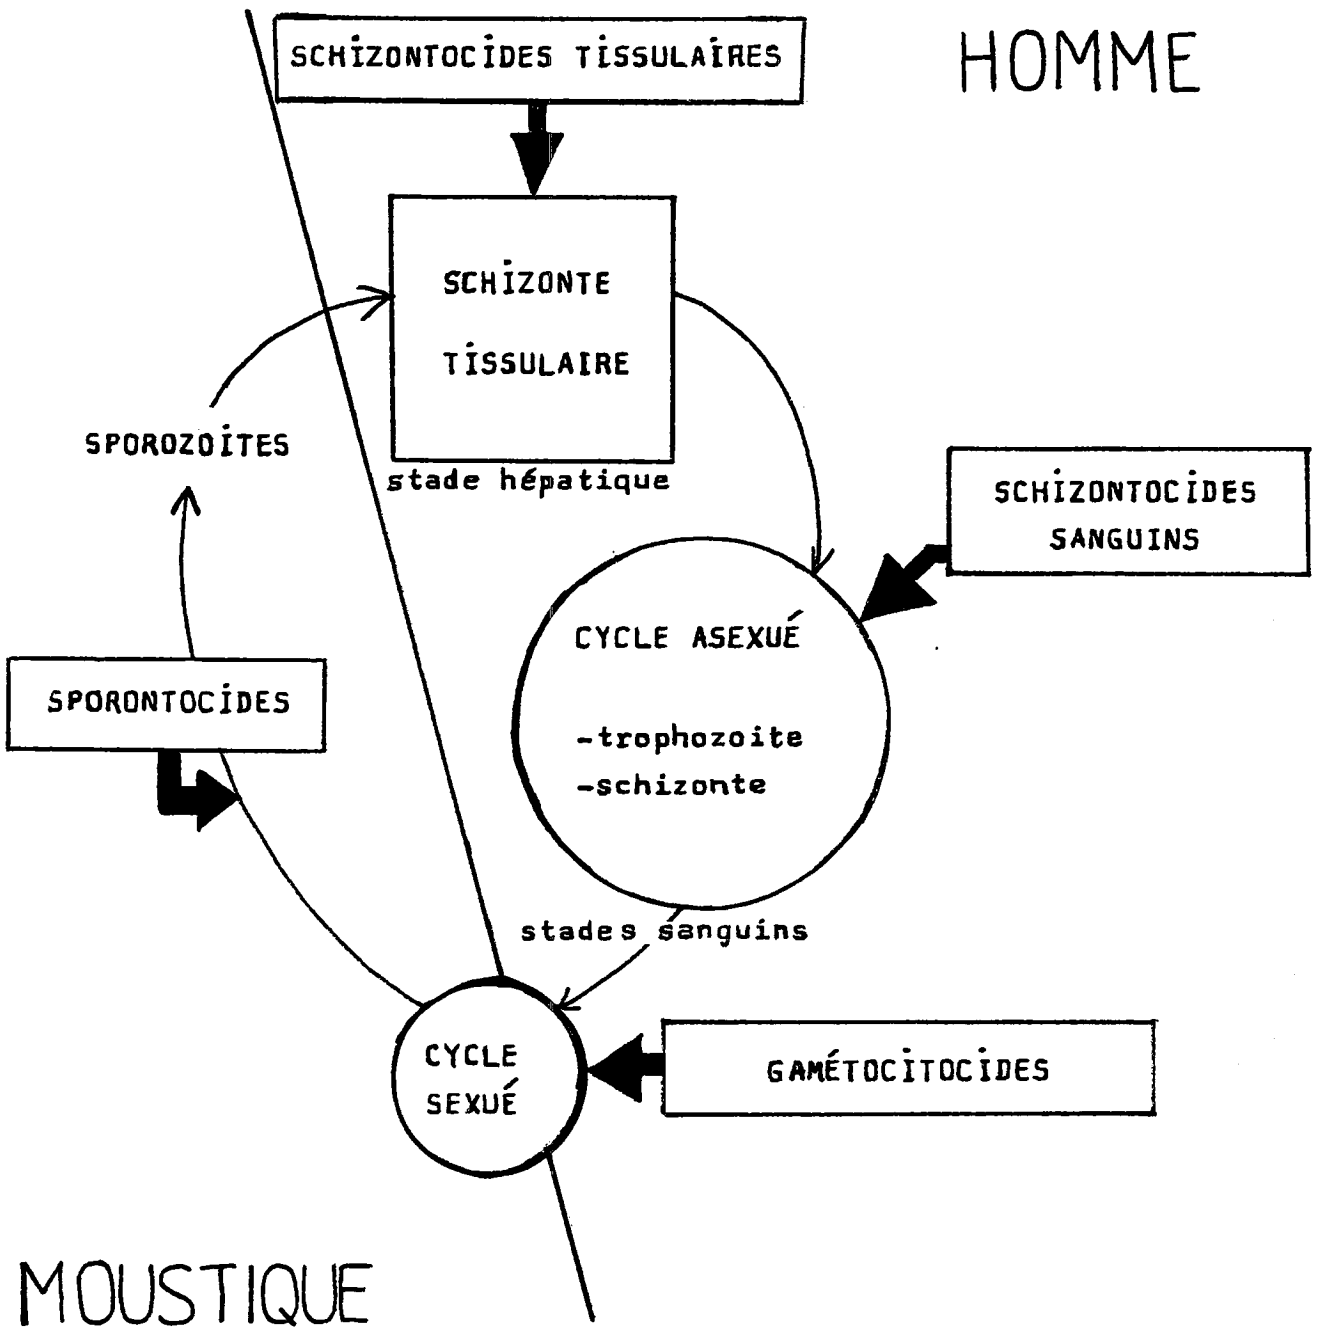 SCHIZONTOCIDES TISSULAIRES
HOMME
SCHIZONTE
TISSULAIRE
stade hépatique
SPOROZOITES
SCHIZONTOCIDES
SANGUINS
CYCLE ASEXUÉ
-trophozoite
-schizonte
SPORONTOCIDES
stades sanguins
CYCLE
SEXUÉ
GAMÉTOCITOCIDES
MOUSTIQUE